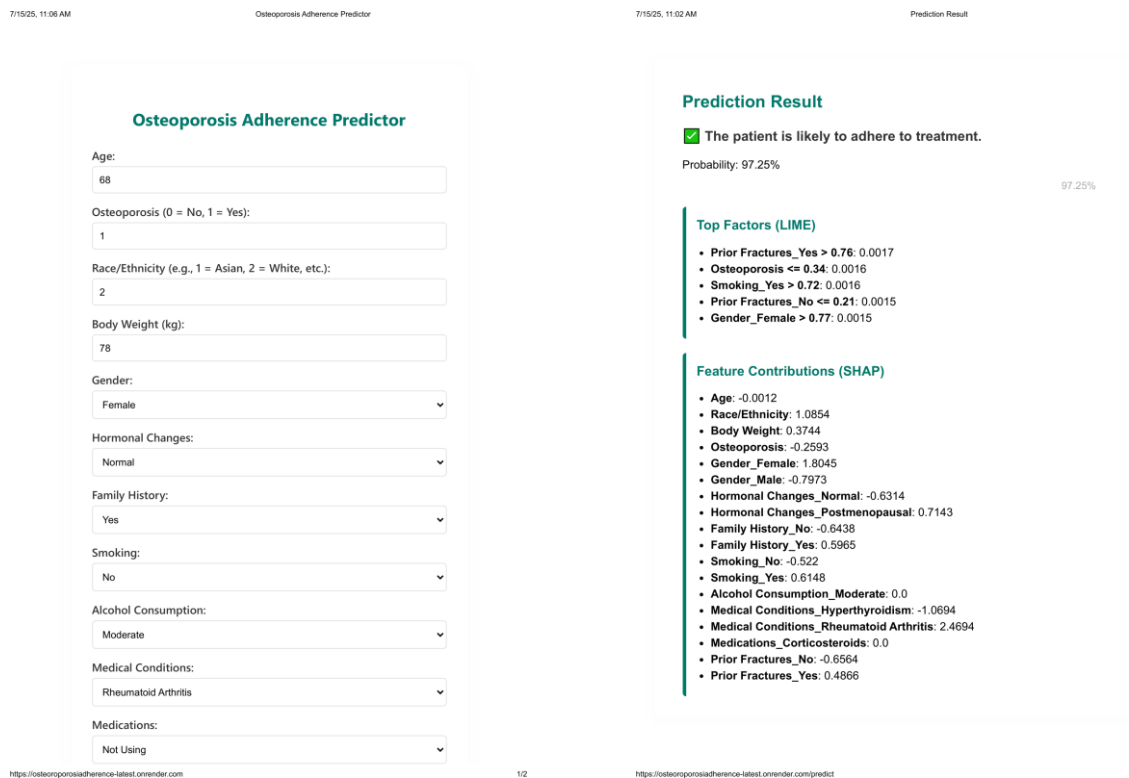 7/15/25, 11:06 AM
Osteoporosis Adherence Predictor
Osteoporosis Adherence Predictor
Age:
68
Osteoporosis (0 = No, 1 = Yes):
1
Race/Ethnicity (e.g., 1 = Asian, 2 = White, etc.):
2
Body Weight (kg):
78
Gender:
Female
Hormonal Changes:
Normal
Family History:
Yes
Smoking:
No
Alcohol Consumption:
Moderate
Medical Conditions:
Rheumatoid Arthritis
Medications:
Not Using
https://osteoroporosiadherence-latest.onrender.com
1/2
7/15/25, 11:02 AM
Prediction Result
Prediction Result
✅ The patient is likely to adhere to treatment.
Probability: 97.25%
97.25%
Top Factors (LIME)
• Prior Fractures_Yes > 0.76: 0.0017
• Osteoporosis <= 0.34: 0.0016
• Smoking_Yes > 0.72: 0.0016
• Prior Fractures_No <= 0.21: 0.0015
• Gender_Female > 0.77: 0.0015
Feature Contributions (SHAP)
• Age: -0.0012
• Race/Ethnicity: 1.0854
• Body Weight: 0.3744
• Osteoporosis: -0.2593
• Gender_Female: 1.8045
• Gender_Male: -0.7973
• Hormonal Changes_Normal: -0.6314
• Hormonal Changes_Postmenopausal: 0.7143
• Family History_No: -0.6438
• Family History_Yes: 0.5965
• Smoking_No: -0.522
• Smoking_Yes: 0.6148
• Alcohol Consumption_Moderate: 0.0
• Medical Conditions_Hyperthyroidism: -1.0694
• Medical Conditions_Rheumatoid Arthritis: 2.4694
• Medications_Corticosteroids: 0.0
• Prior Fractures_No: -0.6564
• Prior Fractures_Yes: 0.4866
https://osteoroporosiadherence-latest.onrender.com/predict